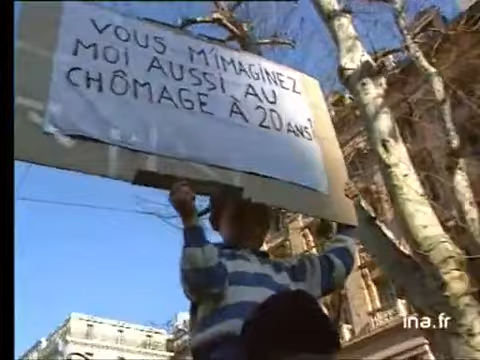 VOUS M'IMAGINEZ
MOI AUSSI, AU
CHÔMAGE À 20 ANS?
ina.fr